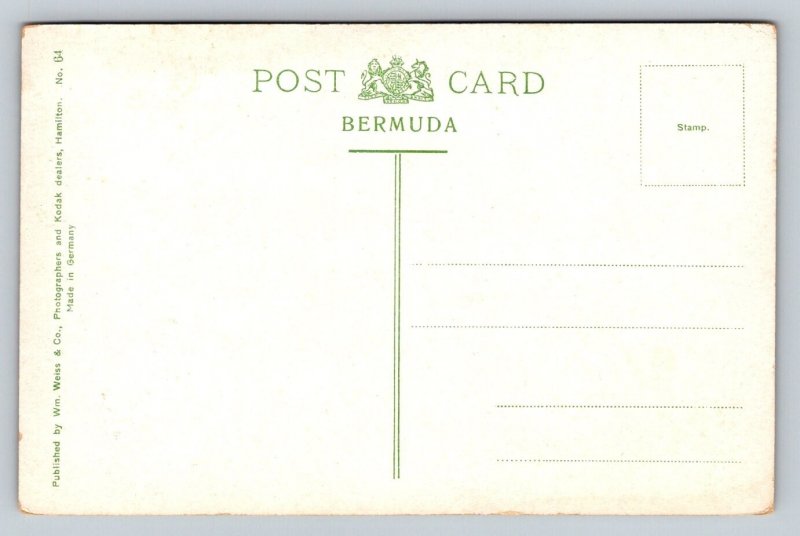 POST CARD
BERMUDA
Stamp.
Published by Wm. Weiss & Co., Photographers and Kodak dealers, Hamilton. No. 64
Made in Germany